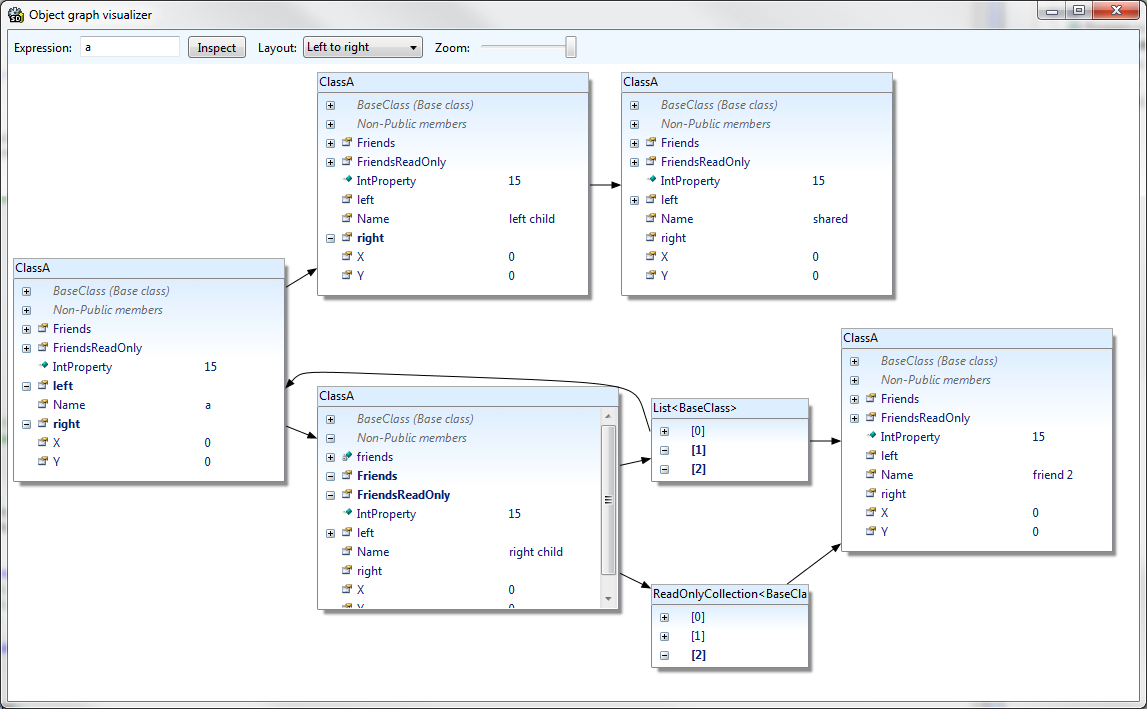 Object graph visualizer
Expression: a Inspect Layout: Left to right Zoom:
ClassA
BaseClass (Base class)
Non-Public members
Friends
FriendsReadOnly
IntProperty 15
left
Name left child
right
X 0
Y 0
ClassA
BaseClass (Base class)
Non-Public members
Friends
FriendsReadOnly
IntProperty 15
left
Name shared
right
X 0
Y 0
ClassA
BaseClass (Base class)
Non-Public members
Friends
FriendsReadOnly
IntProperty 15
left
Name a
right
X 0
Y 0
ClassA
BaseClass (Base class)
Non-Public members
friends
Friends
FriendsReadOnly
IntProperty 15
left
Name right child
right
X 0
Y 0
List<BaseClass>
[0]
[1]
[2]
ClassA
BaseClass (Base class)
Non-Public members
Friends
FriendsReadOnly
IntProperty 15
left
Name friend 2
right
X 0
Y 0
ReadOnlyCollection<BaseCla
[0]
[1]
[2]